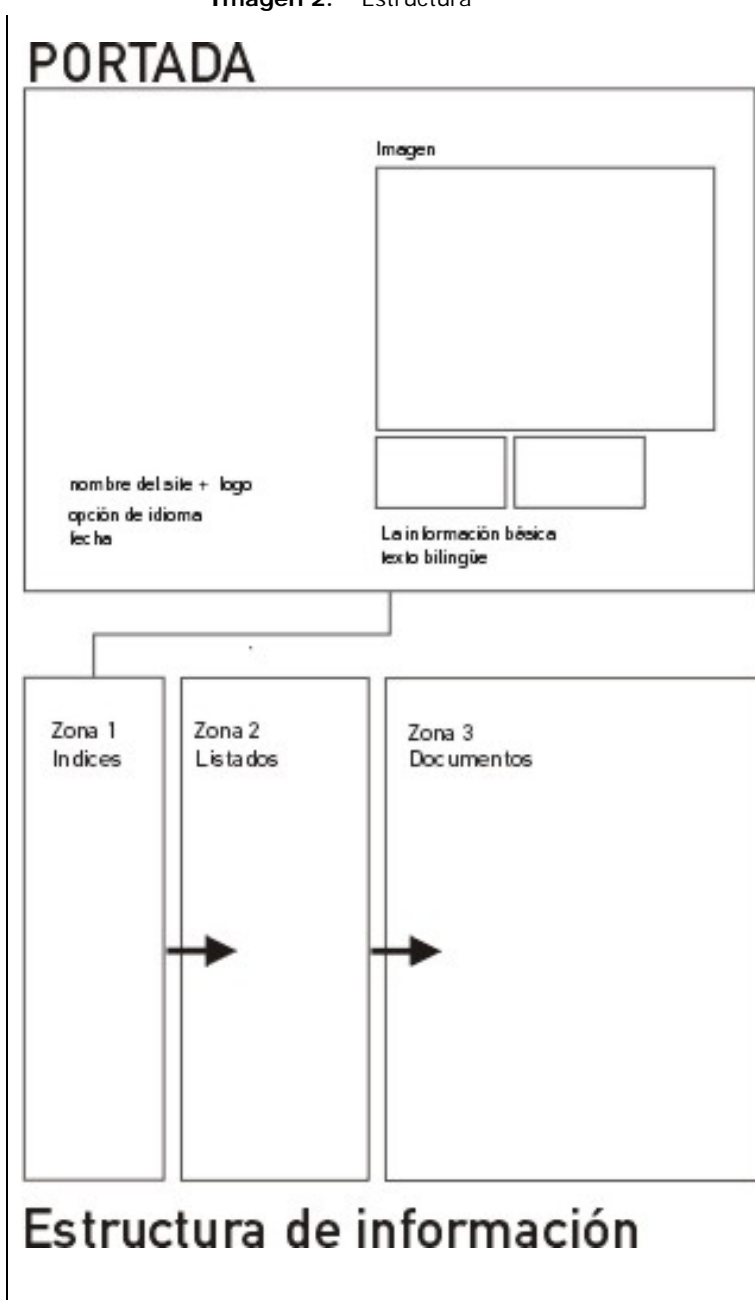 Imagen 2. Estructura
PORTADA
Imagen
nombre del site + logo
opción de idioma
fecha
La información básica
texto bilingüe
Zona 1
Indices
Zona 2
Listados
Zona 3
Documentos
Estructura de información